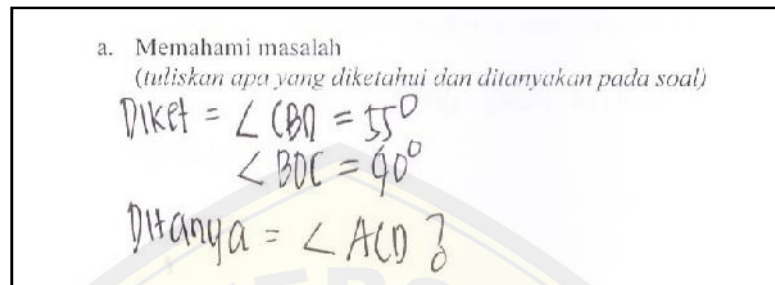 a. Memahami masalah
(tuliskan apa yang diketahui dan ditanyakan pada soal)
Diket = ∠ CBD = 55°
∠ BDC = 90°
Ditanya = ∠ ACD ?